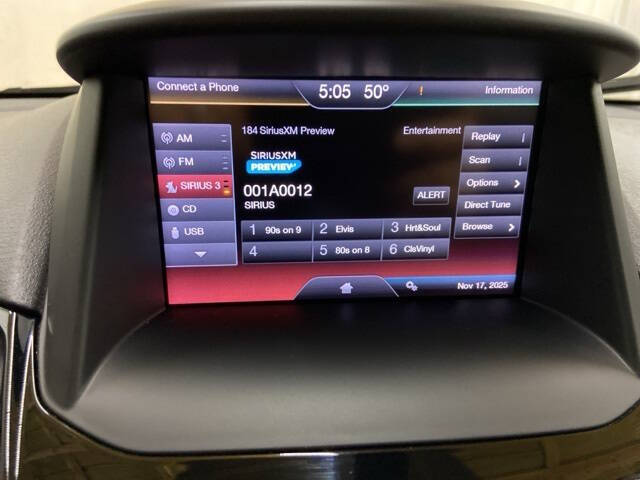 Connect a Phone
5:05 50°
!
Information
184 SiriusXM Preview
Entertainment
AM
FM
SIRIUS 3
CD
USB
SIRIUSXM
PREVIEW
001A0012
SIRIUS
ALERT
Replay
Scan
Options
Direct Tune
Browse
1 90s on 9
2 Elvis
3 Hrt&Soul
4
5 80s on 8
6 ClsVinyl
Nov 17, 2025